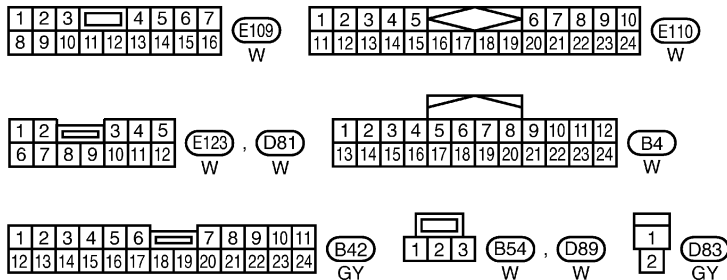 1 2 3 4 5 6 7
8 9 10 11 12 13 14 15 16
E109
W
1 2 3 4 5 6 7 8 9 10
11 12 13 14 15 16 17 18 19 20 21 22 23 24
E110
W
1 2 3 4 5
6 7 8 9 10 11 12
E123 , D81
W W
1 2 3 4 5 6 7 8 9 10 11 12
13 14 15 16 17 18 19 20 21 22 23 24
B4
W
1 2 3 4 5 6 7 8 9 10 11
12 13 14 15 16 17 18 19 20 21 22 23 24
B42
GY
1 2 3
B54 , D89
W W
1
2
D83
GY